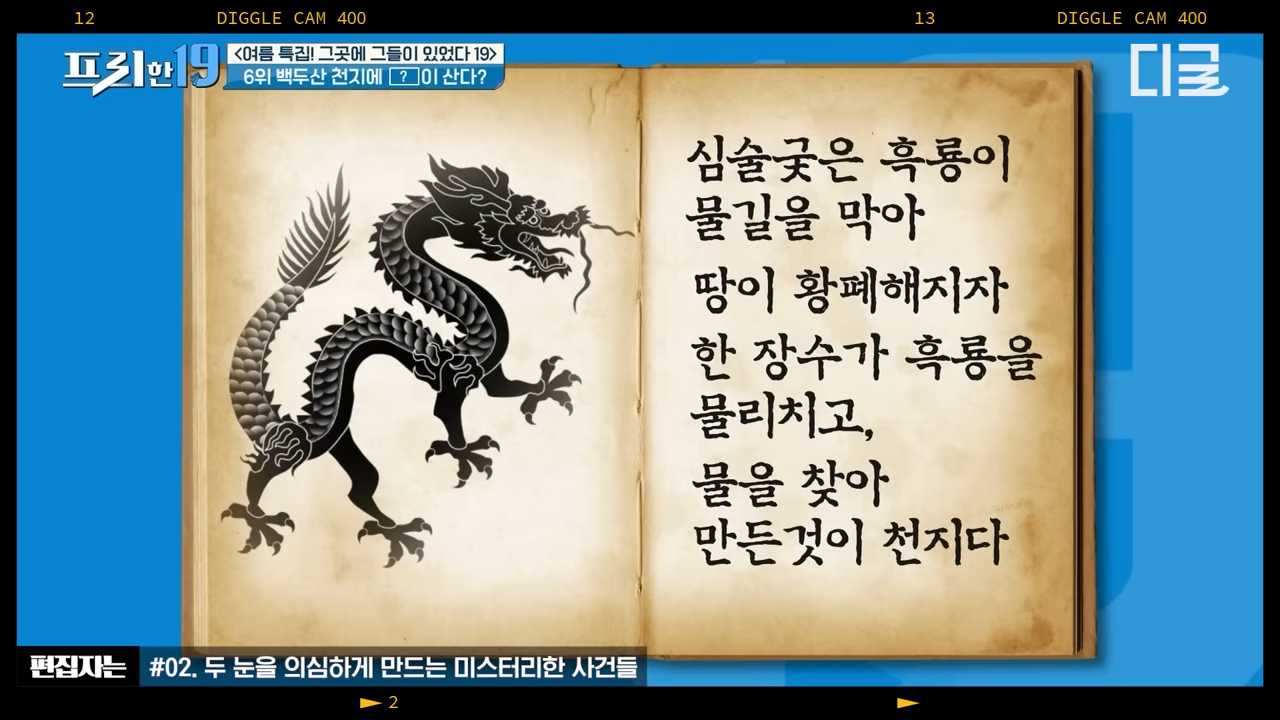 12 DIGGLE CAM 400 13 DIGGLE CAM 400
프리한19
<여름 특집! 그곳에 그들이 있었다 19>
6위 백두산 천지에 ? 이 산다?
디글
심술궂은 흑룡이
물길을 막아
땅이 황폐해지자
한 장수가 흑룡을
물리치고,
물을 찾아
만든것이 천지다
편집자는 #02. 두 눈을 의심하게 만드는 미스터리한 사건들
2